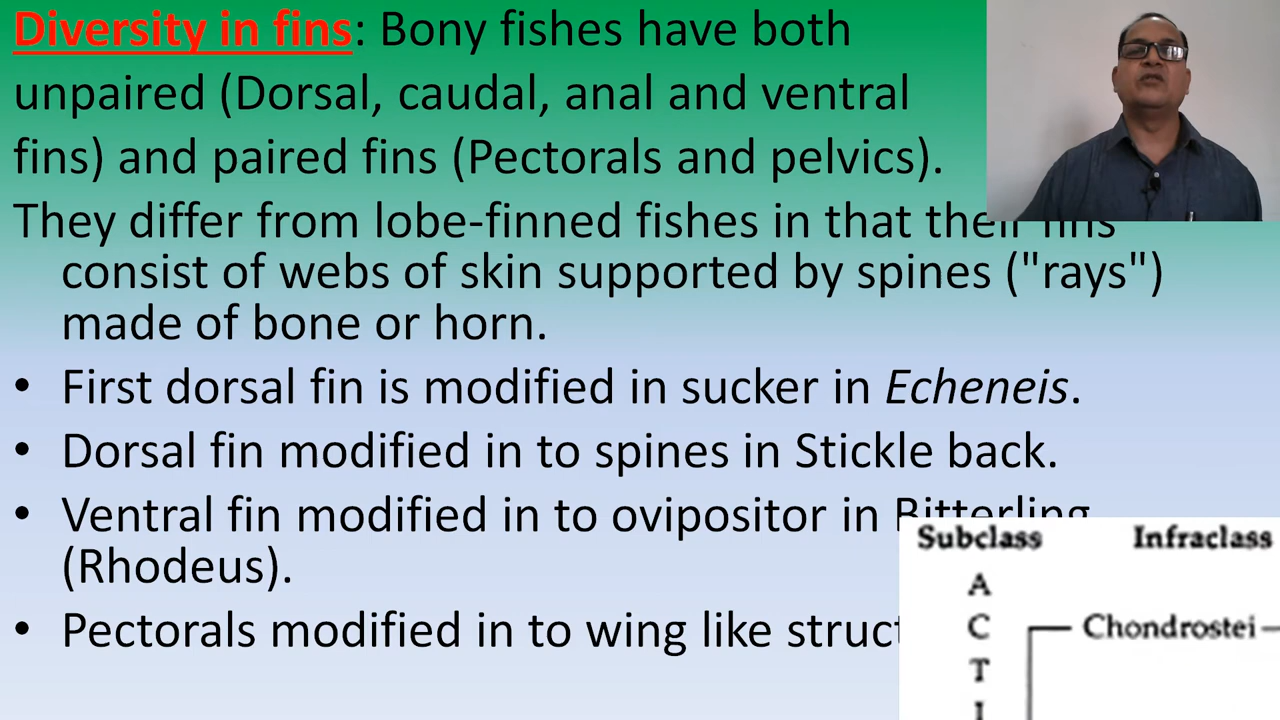 Diversity in fins: Bony fishes have both
unpaired (Dorsal, caudal, anal and ventral
fins) and paired fins (Pectorals and pelvics).
They differ from lobe-finned fishes in that their fins
consist of webs of skin supported by spines ("rays")
made of bone or horn.
• First dorsal fin is modified in sucker in Echeneis.
• Dorsal fin modified in to spines in Stickle back.
• Ventral fin modified in to ovipositor in Bitterling
(Rhodeus).
• Pectorals modified in to wing like struct
Subclass Infraclass
A
C Chondrostei
T
I